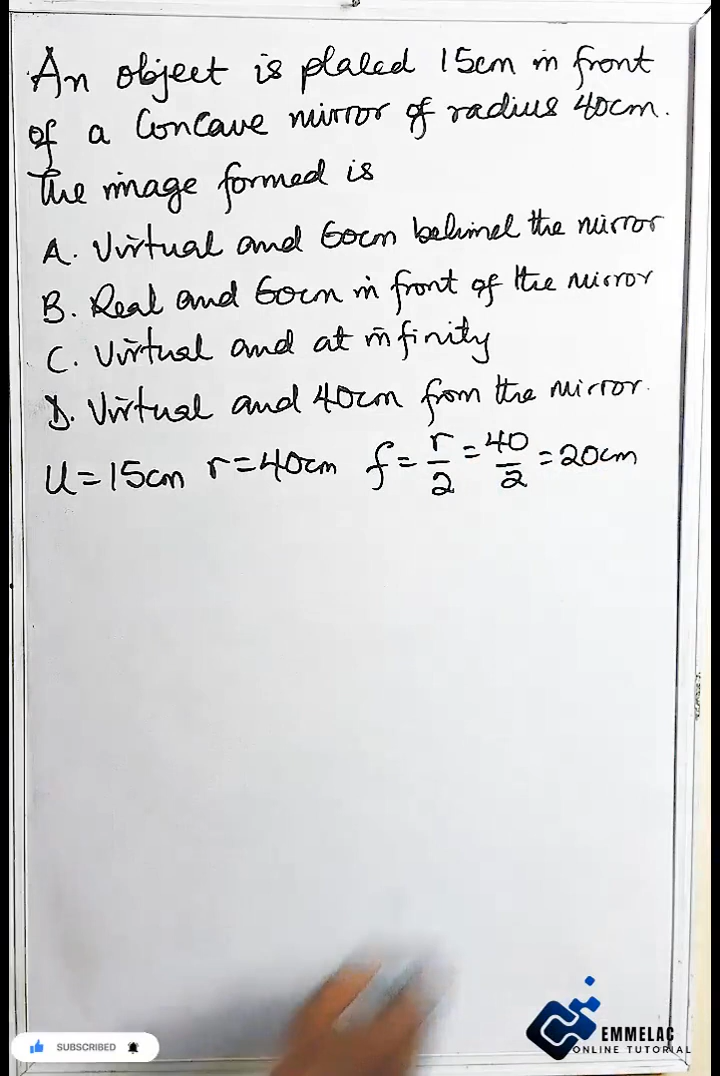 An object is placed 15cm in front
of a Concave mirror of radius 40cm.
The image formed is
A. Virtual and 60cm behind the mirror
B. Real and 60cm in front of the mirror
C. Virtual and at infinity
D. Virtual and 40cm from the mirror.
U=15cm r=40cm f=r/2=40/2=20cm
SUBSCRIBED
EMMELAC
ONLINE TUTORIAL